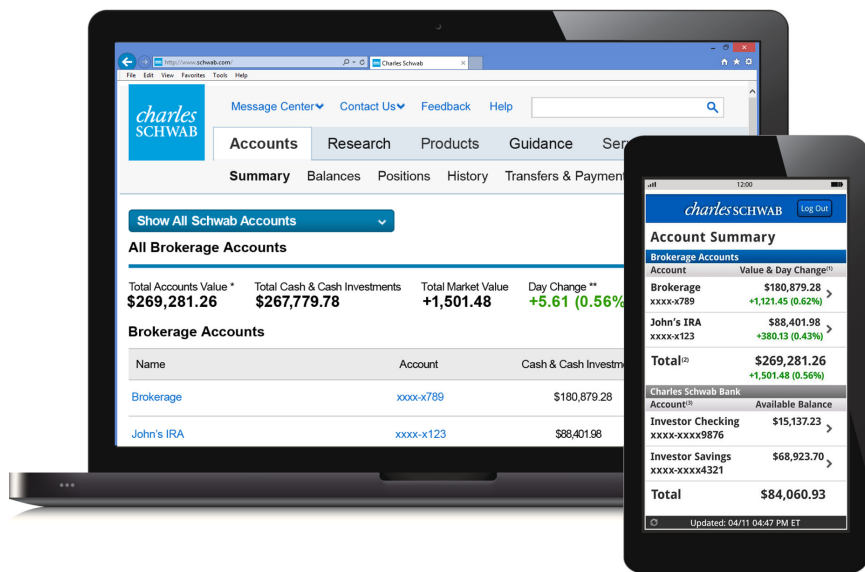 http://www.schwab.com/
Charles Schwab
File Edit View Favorites Tools Help
charles
SCHWAB
Message Center Contact Us Feedback Help
Accounts Research Products Guidance Ser
Summary Balances Positions History Transfers & Payment
Show All Schwab Accounts
All Brokerage Accounts
Total Accounts Value * Total Cash & Cash Investments Total Market Value Day Change **
$269,281.26 $267,779.78 +1,501.48 +5.61 (0.56%
Brokerage Accounts
Name Account Cash & Cash Investm
Brokerage xxxx-x789 $180,879.28
John's IRA xxxx-x123 $88,401.98
12:00
charles SCHWAB Log Out
Account Summary
Brokerage Accounts
Account Value & Day Change(1)
Brokerage $180,879.28
xxxx-x789 +1,121.45 (0.62%)
John's IRA $88,401.98
xxxx-x123 +380.13 (0.43%)
Total(2) $269,281.26
+1,501.48 (0.56%)
Charles Schwab Bank
Account(3) Available Balance
Investor Checking $15,137.23
xxxx-xxxx9876
Investor Savings $68,923.70
xxxx-xxxx4321
Total $84,060.93
Updated: 04/11 04:47 PM ET